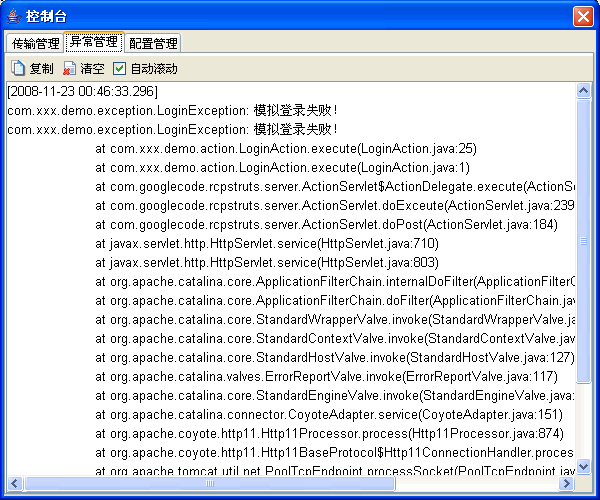 控制台
传输管理 异常管理 配置管理
复制 清空 自动滚动
[2008-11-23 00:46:33.296]
com.xxx.demo.exception.LoginException: 模拟登录失败!
com.xxx.demo.exception.LoginException: 模拟登录失败!
at com.xxx.demo.action.LoginAction.execute(LoginAction.java:25)
at com.xxx.demo.action.LoginAction.execute(LoginAction.java:1)
at com.googlecode.rcpstruts.server.ActionServlet$ActionDelegate.execute(ActionSe
at com.googlecode.rcpstruts.server.ActionServlet.doExceute(ActionServlet.java:239
at com.googlecode.rcpstruts.server.ActionServlet.doPost(ActionServlet.java:184)
at javax.servlet.http.HttpServlet.service(HttpServlet.java:710)
at javax.servlet.http.HttpServlet.service(HttpServlet.java:803)
at org.apache.catalina.core.ApplicationFilterChain.internalDoFilter(ApplicationFilterC
at org.apache.catalina.core.ApplicationFilterChain.doFilter(ApplicationFilterChain.jav
at org.apache.catalina.core.StandardWrapperValve.invoke(StandardWrapperValve.ja
at org.apache.catalina.core.StandardContextValve.invoke(StandardContextValve.java
at org.apache.catalina.core.StandardHostValve.invoke(StandardHostValve.java:127)
at org.apache.catalina.valves.ErrorReportValve.invoke(ErrorReportValve.java:117)
at org.apache.catalina.core.StandardEngineValve.invoke(StandardEngineValve.java:
at org.apache.catalina.connector.CoyoteAdapter.service(CoyoteAdapter.java:151)
at org.apache.coyote.http11.Http11Processor.process(Http11Processor.java:874)
at org.apache.coyote.http11.Http11BaseProtocol$Http11ConnectionHandler.proces
at org.apache.tomcat.util.net.PoolTcpEndpoint.processSocket(PoolTcpEndpoint.jav